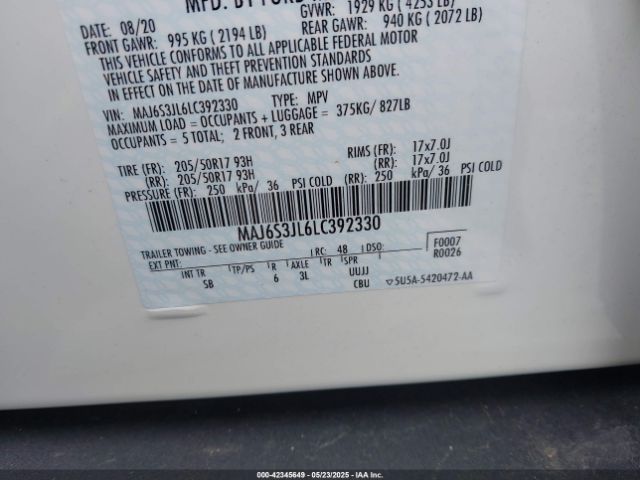 MFD. BY FORD
DATE: 08/20 GVWR: 1929 KG ( 4253 LB)
FRONT GAWR: 995 KG ( 2194 LB) REAR GAWR: 940 KG ( 2072 LB)
THIS VEHICLE CONFORMS TO ALL APPLICABLE FEDERAL MOTOR
VEHICLE SAFETY AND THEFT PREVENTION STANDARDS
IN EFFECT ON THE DATE OF MANUFACTURE SHOWN ABOVE.
VIN: MAJ6S3JL6LC392330 TYPE: MPV
MAXIMUM LOAD = OCCUPANTS + LUGGAGE = 375KG/ 827LB
OCCUPANTS = 5 TOTAL; 2 FRONT, 3 REAR
TIRE (FR): 205/50R17 93H RIMS (FR): 17x7.0J
(RR): 205/50R17 93H (RR): 17x7.0J
PRESSURE (FR): 250 kPa/ 36 PSI COLD (RR): 250 kPa/ 36 PSI COLD
MAJ6S3JL6LC392330
TRAILER TOWING - SEE OWNER GUIDE
EXT PNT: RC: 48 DSO: F0007
R0026
INT TR TP/PS R AXLE TR SPR
SB 6 3L UUJJ
CBU ▽SU5A-5420472-AA
000-42345649 05/23/2025 IAAI.com